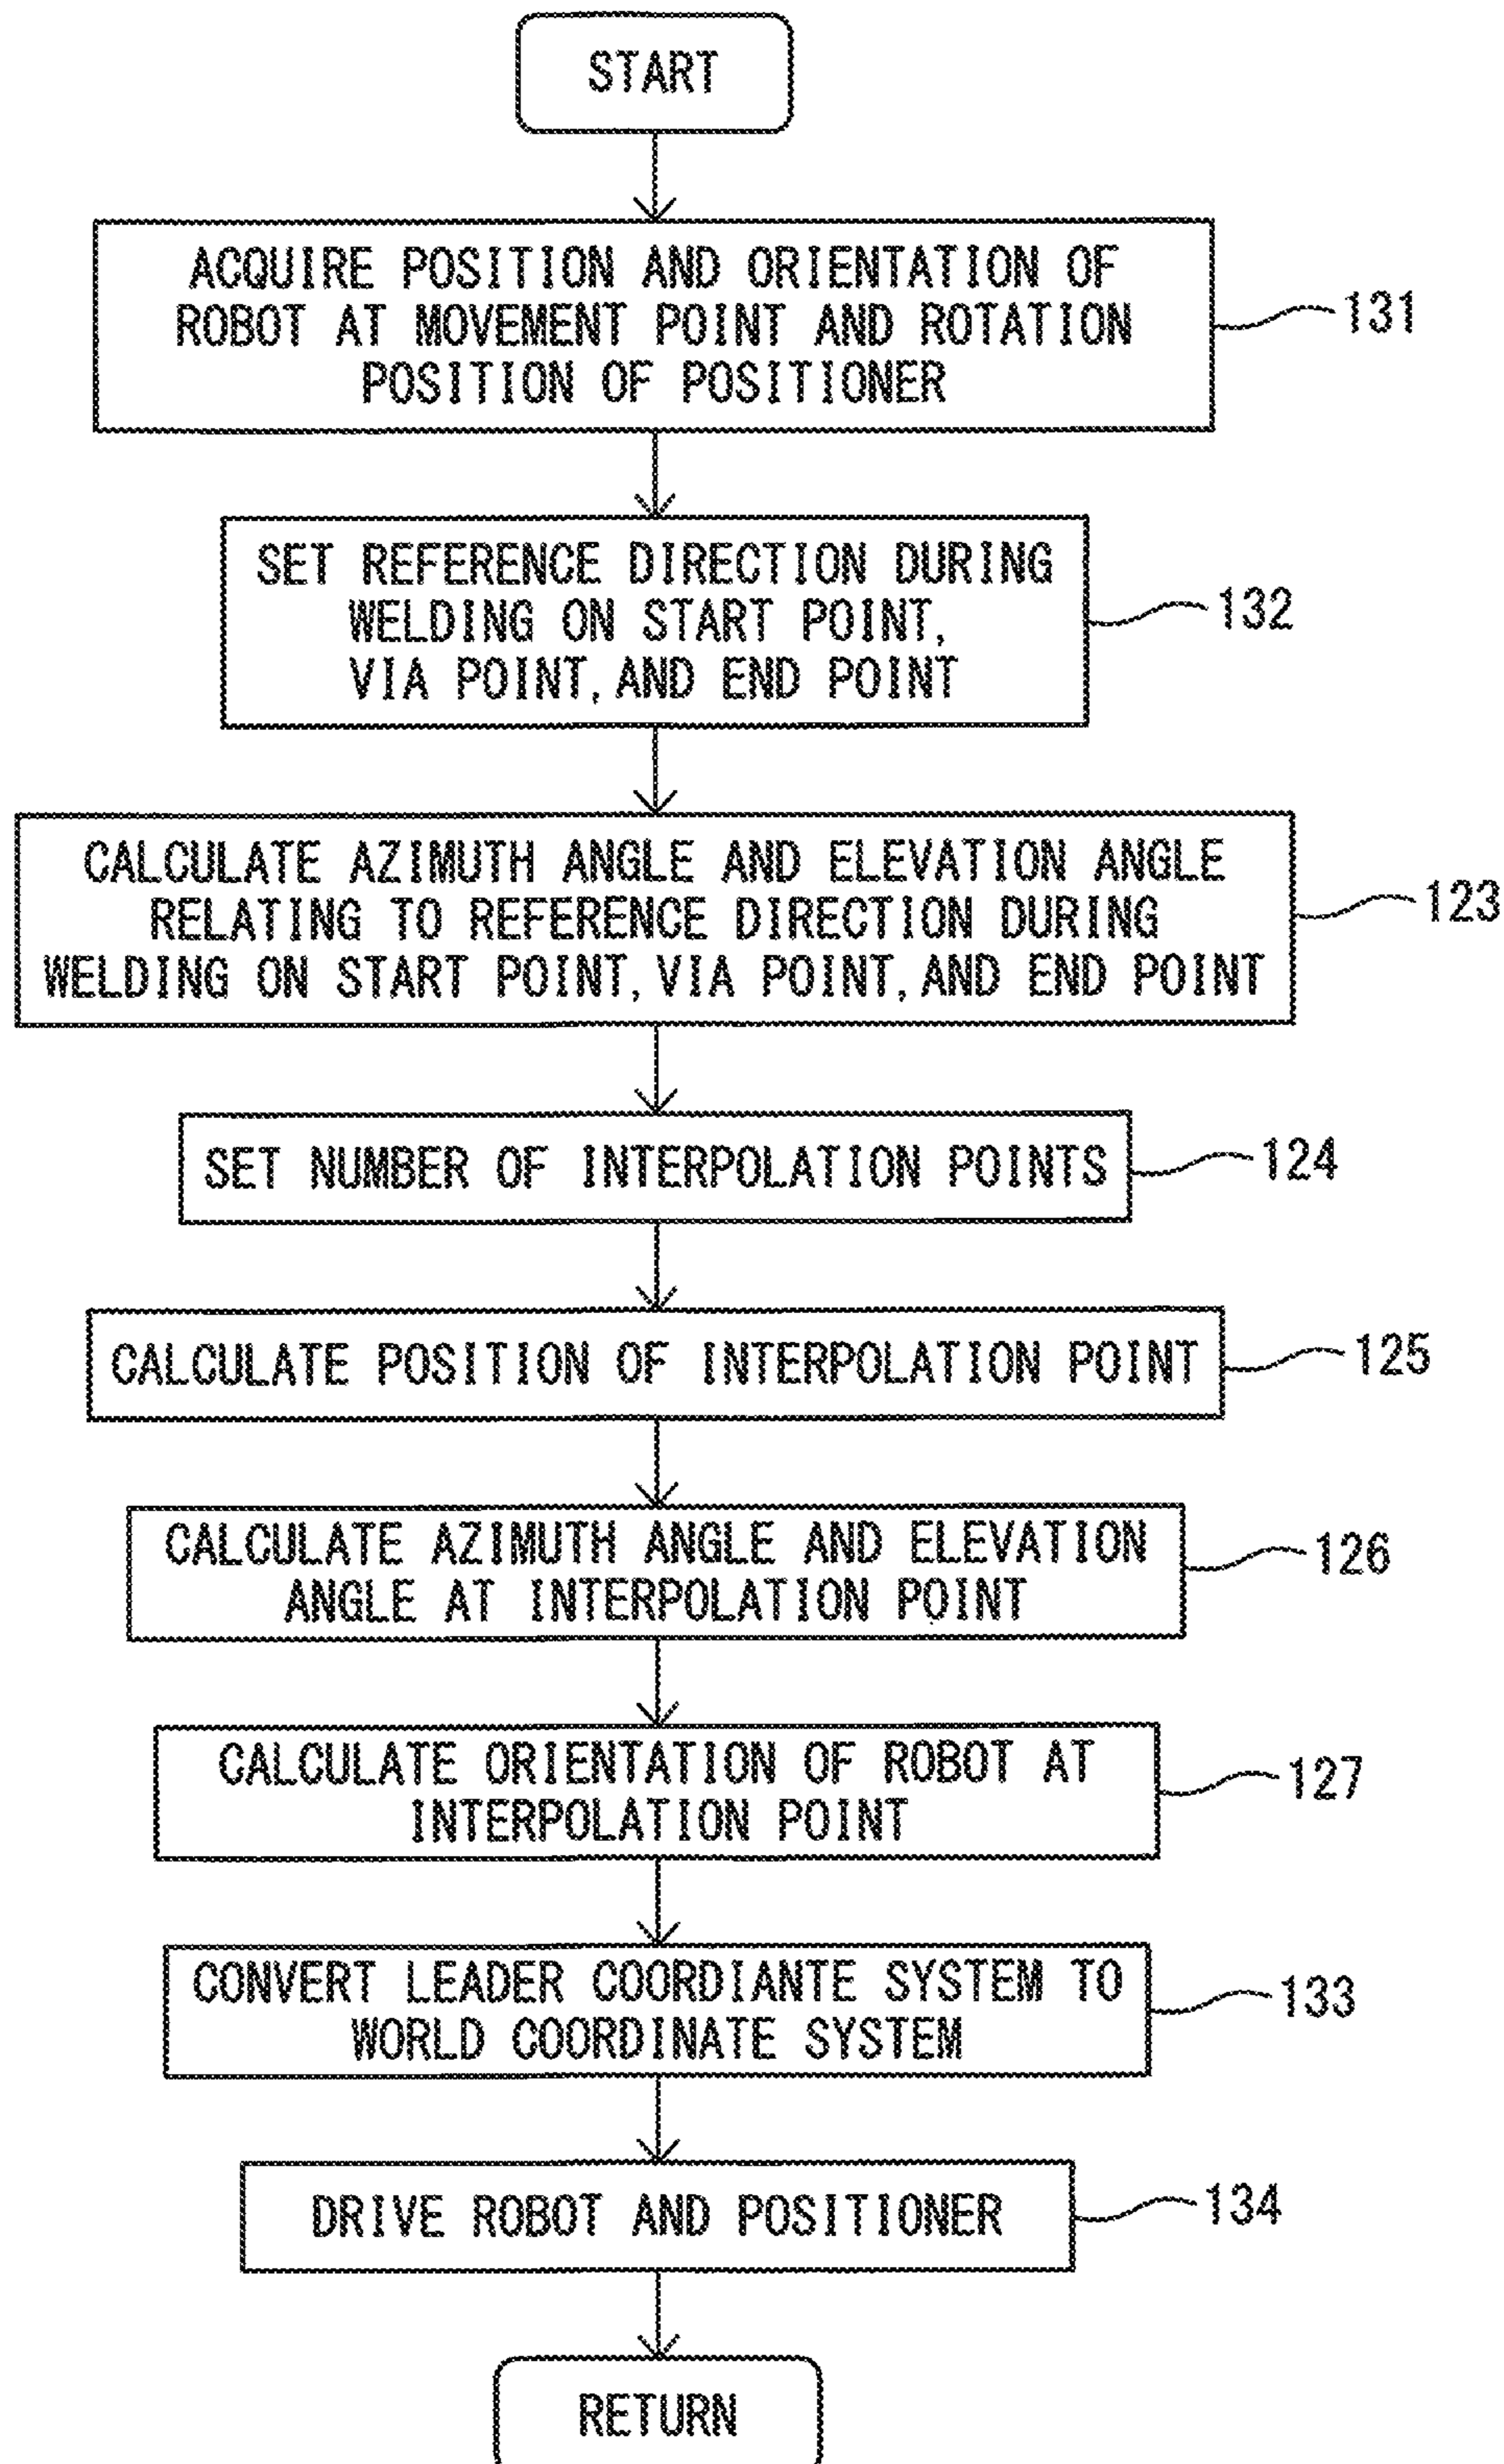 START
ACQUIRE POSITION AND ORIENTATION OF
ROBOT AT MOVEMENT POINT AND ROTATION
POSITION OF POSITIONER
131
SET REFERENCE DIRECTION DURING
WELDING ON START POINT,
VIA POINT, AND END POINT
132
CALCULATE AZIMUTH ANGLE AND ELEVATION ANGLE
RELATING TO REFERENCE DIRECTION DURING
WELDING ON START POINT, VIA POINT, AND END POINT
123
SET NUMBER OF INTERPOLATION POINTS
124
CALCULATE POSITION OF INTERPOLATION POINT
125
CALCULATE AZIMUTH ANGLE AND ELEVATION
ANGLE AT INTERPOLATION POINT
126
CALCULATE ORIENTATION OF ROBOT AT
INTERPOLATION POINT
127
CONVERT LEADER COORDIANTE SYSTEM TO
WORLD COORDINATE SYSTEM
133
DRIVE ROBOT AND POSITIONER
134
RETURN